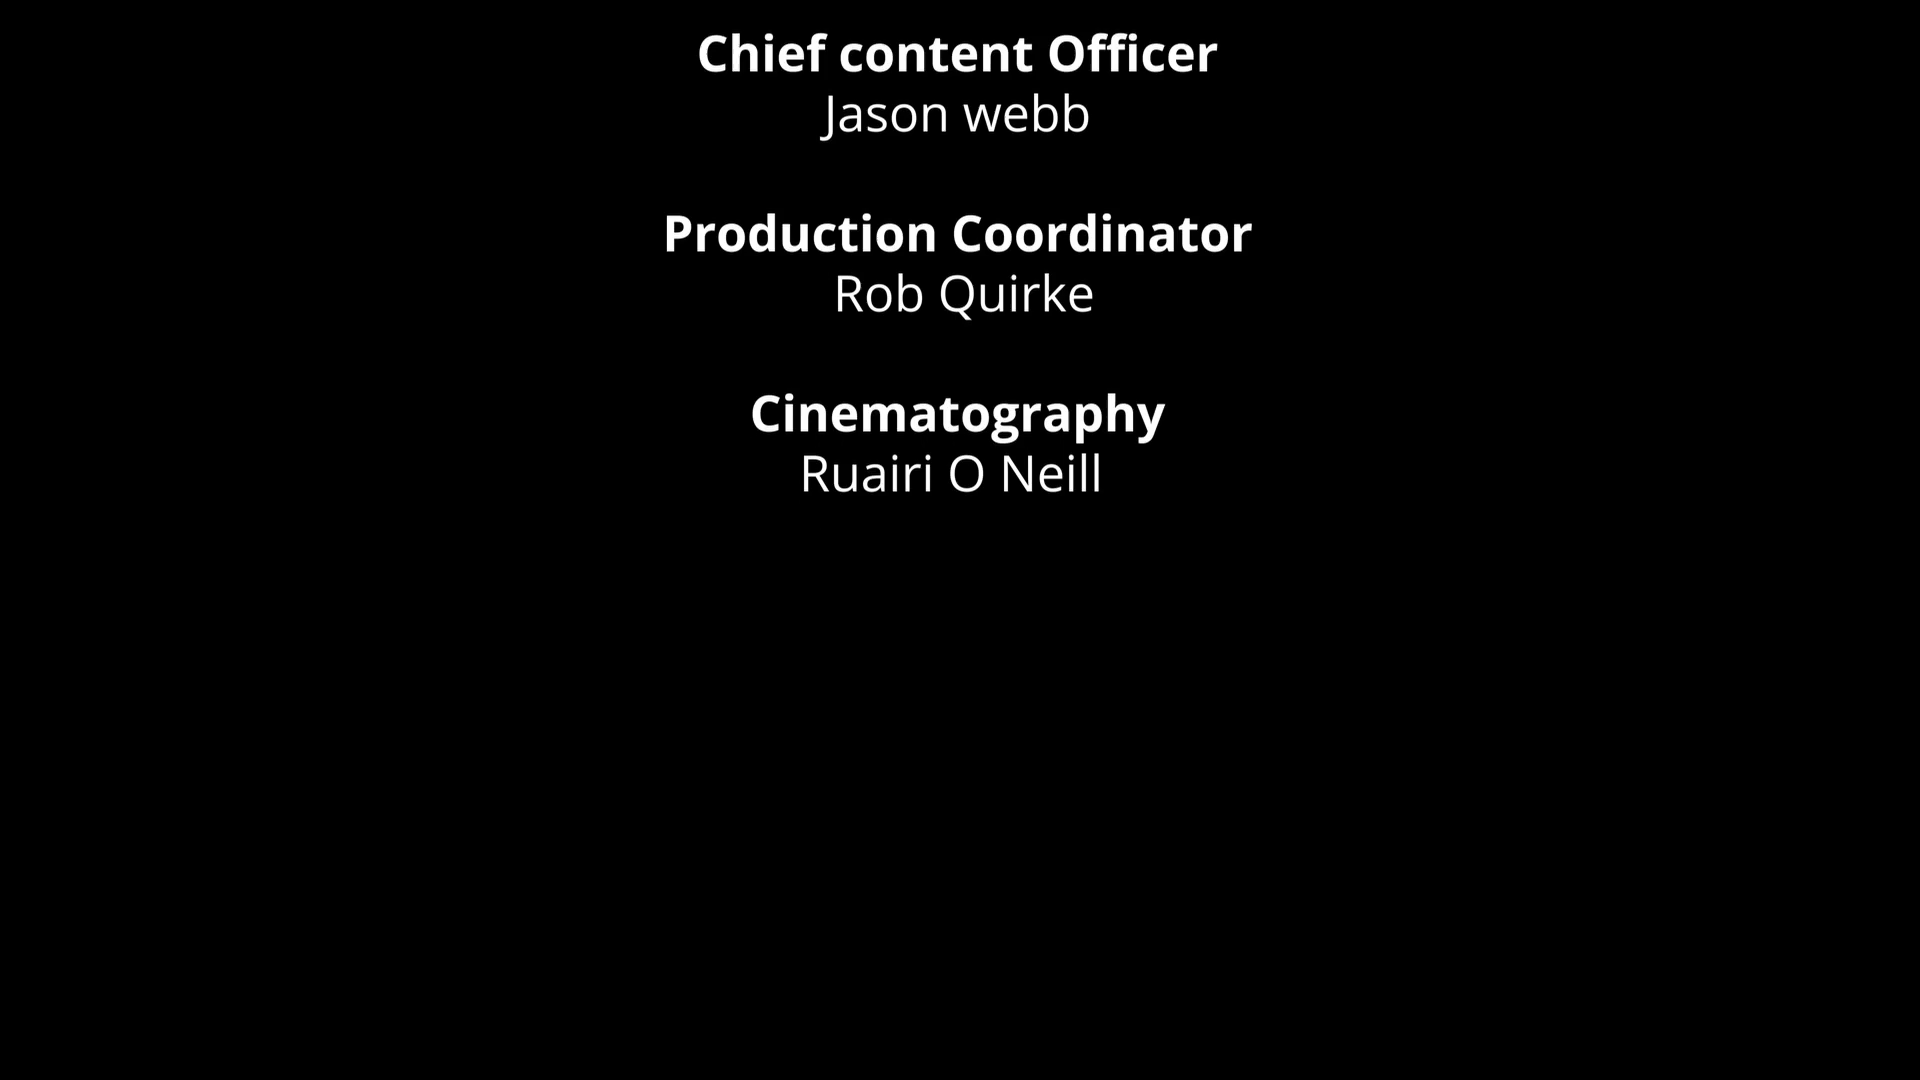 Chief content Officer
Jason webb
Production Coordinator
Rob Quirke
Cinematography
Ruairi O Neill